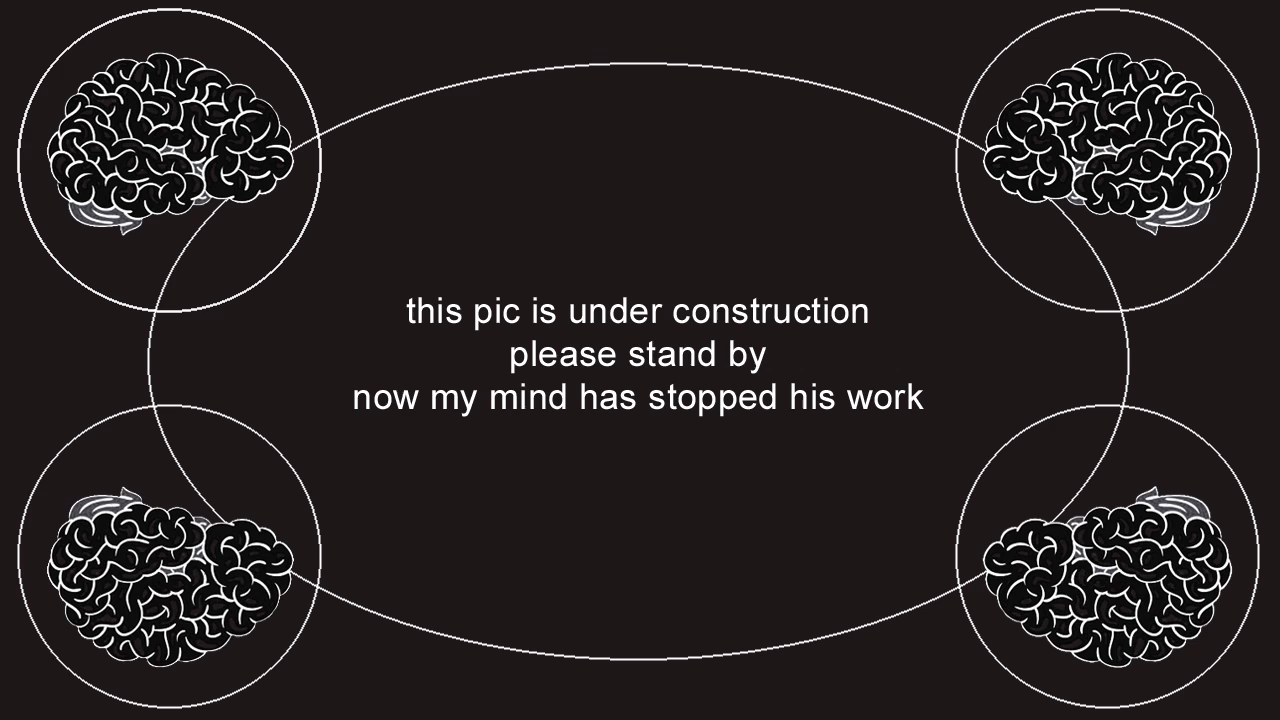 this pic is under construction
please stand by
now my mind has stopped his work